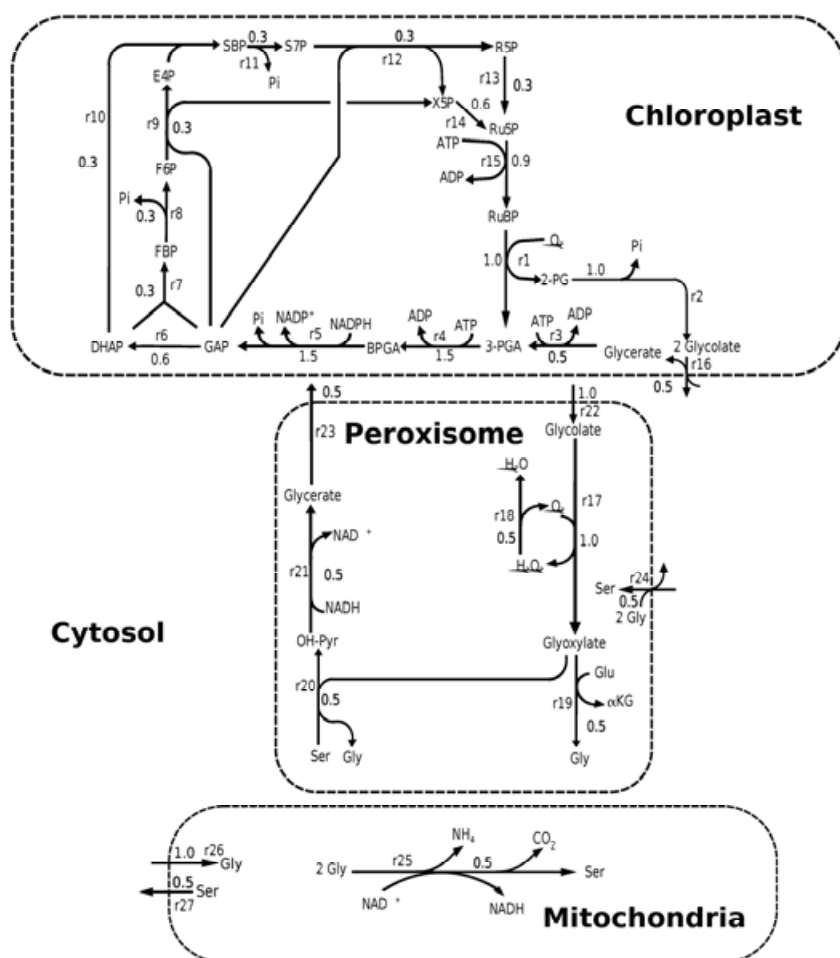 0.3
0.3
SBP
S7P
R5P
r11
r12
Pi
E4P
r13
0.3
r10
X5P
0.6
Chloroplast
r9
0.3
r14
Ru5P
ATP
r15
0.9
0.3
F6P
ADP
Pi
0.3
r8
RuBP
FBP
O₂
Pi
1.0
r1
2-PG
1.0
0.3
r7
r2
Pi
NADP⁺
NADPH
ADP
ATP
ATP
ADP
r6
r5
r4
r3
DHAP
GAP
BPGA
3-PGA
Glycerate
2 Glycolate
0.6
1.5
1.5
0.5
r16
0.5
0.5
1.0
r22
r23
Peroxisome
Glycolate
H₂O
Glycerate
r17
r18
O₂
NAD +
0.5
1.0
r21
0.5
H₂O₂
r24
Ser
0.5
NADH
2 Gly
Cytosol
OH-Pyr
Glyoxylate
r20
Glu
0.5
r19
αKG
0.5
Ser
Gly
Gly
NH₄
CO₂
1.0
r26
Gly
2 Gly
r25
0.5
Ser
0.5
Ser
r27
NAD +
NADH
Mitochondria